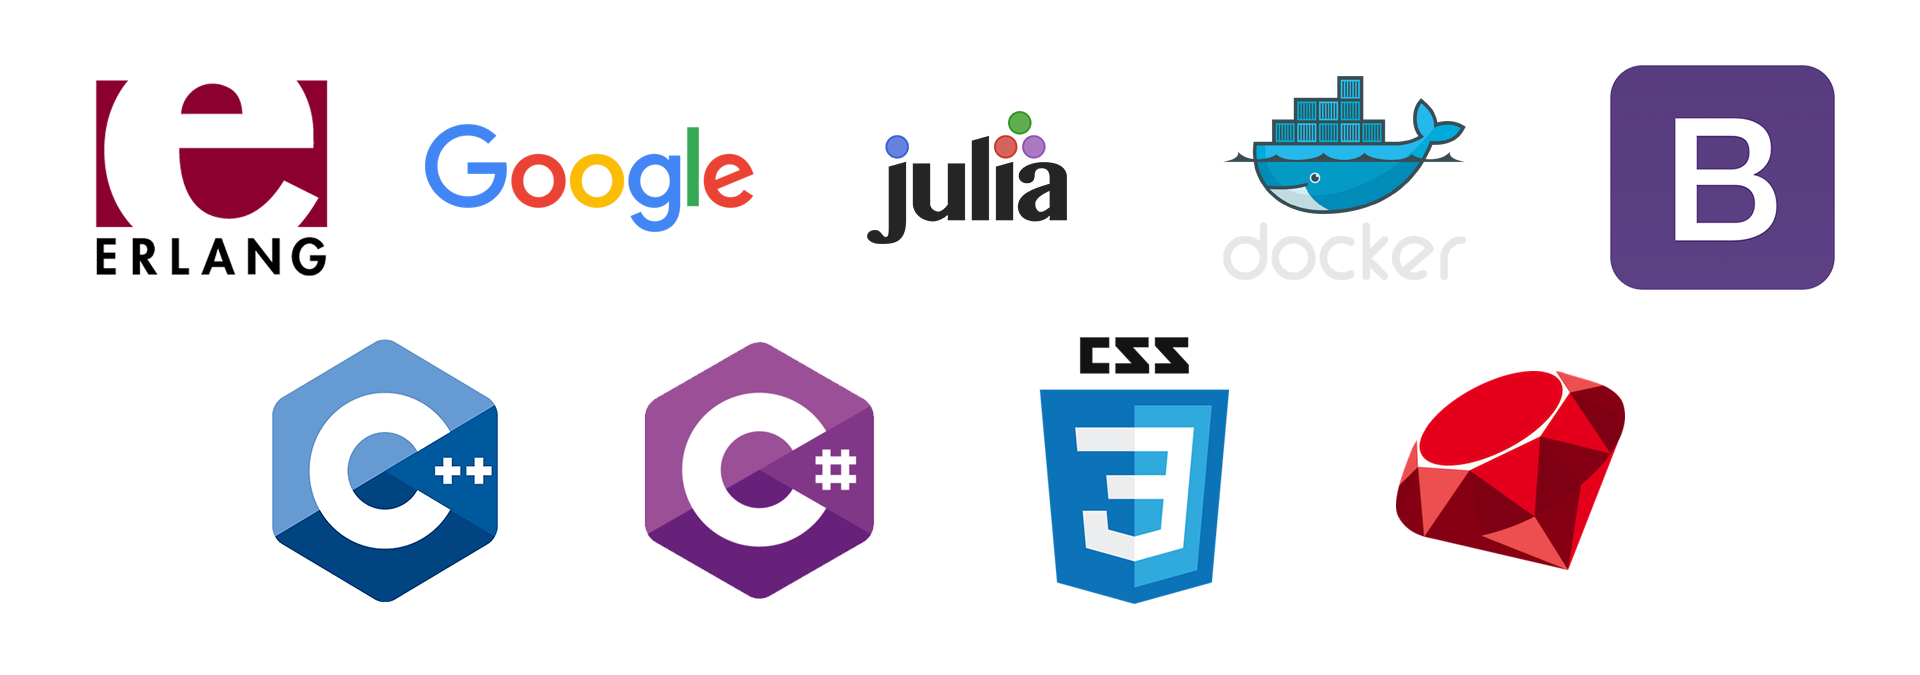 e
ERLANG
Google
julia
docker
B
C++
C#
CSS
3